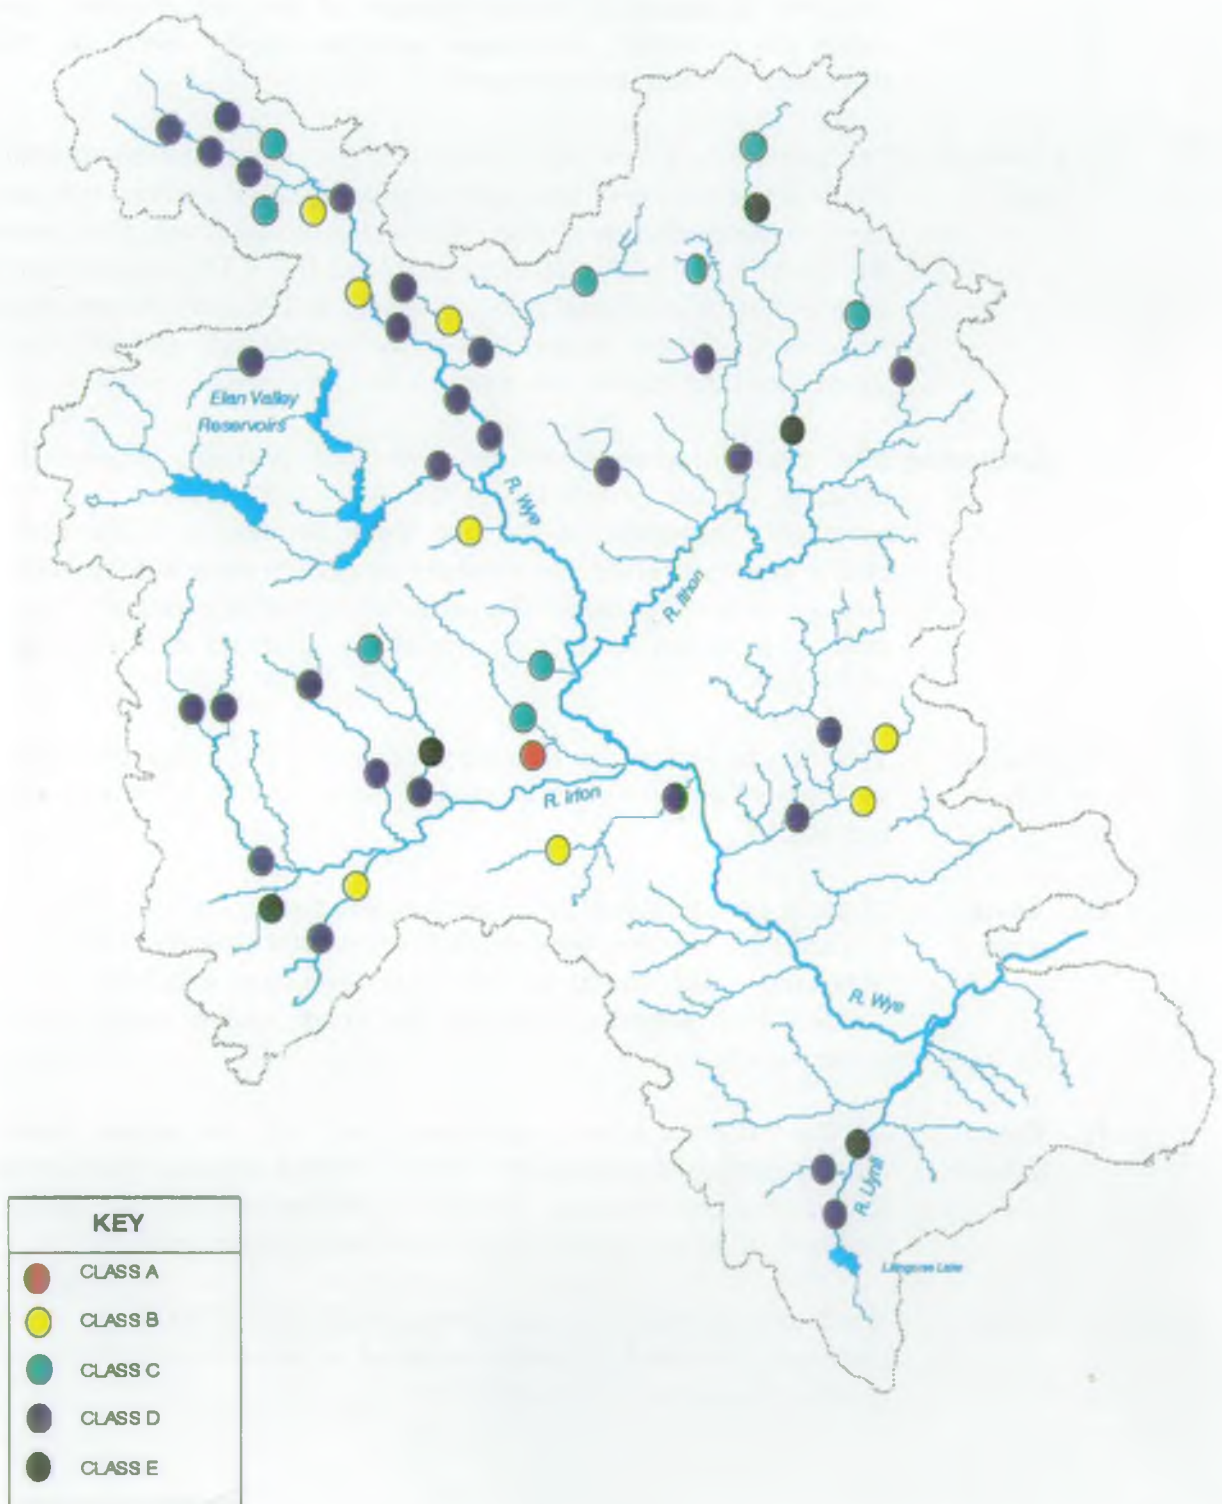 Elan Valley
Reservoirs
R. Wye
R. Ithon
R. Irfon
R. Wye
R. Llynfi
Llangorse Lake
KEY
CLASS A
CLASS B
CLASS C
CLASS D
CLASS E